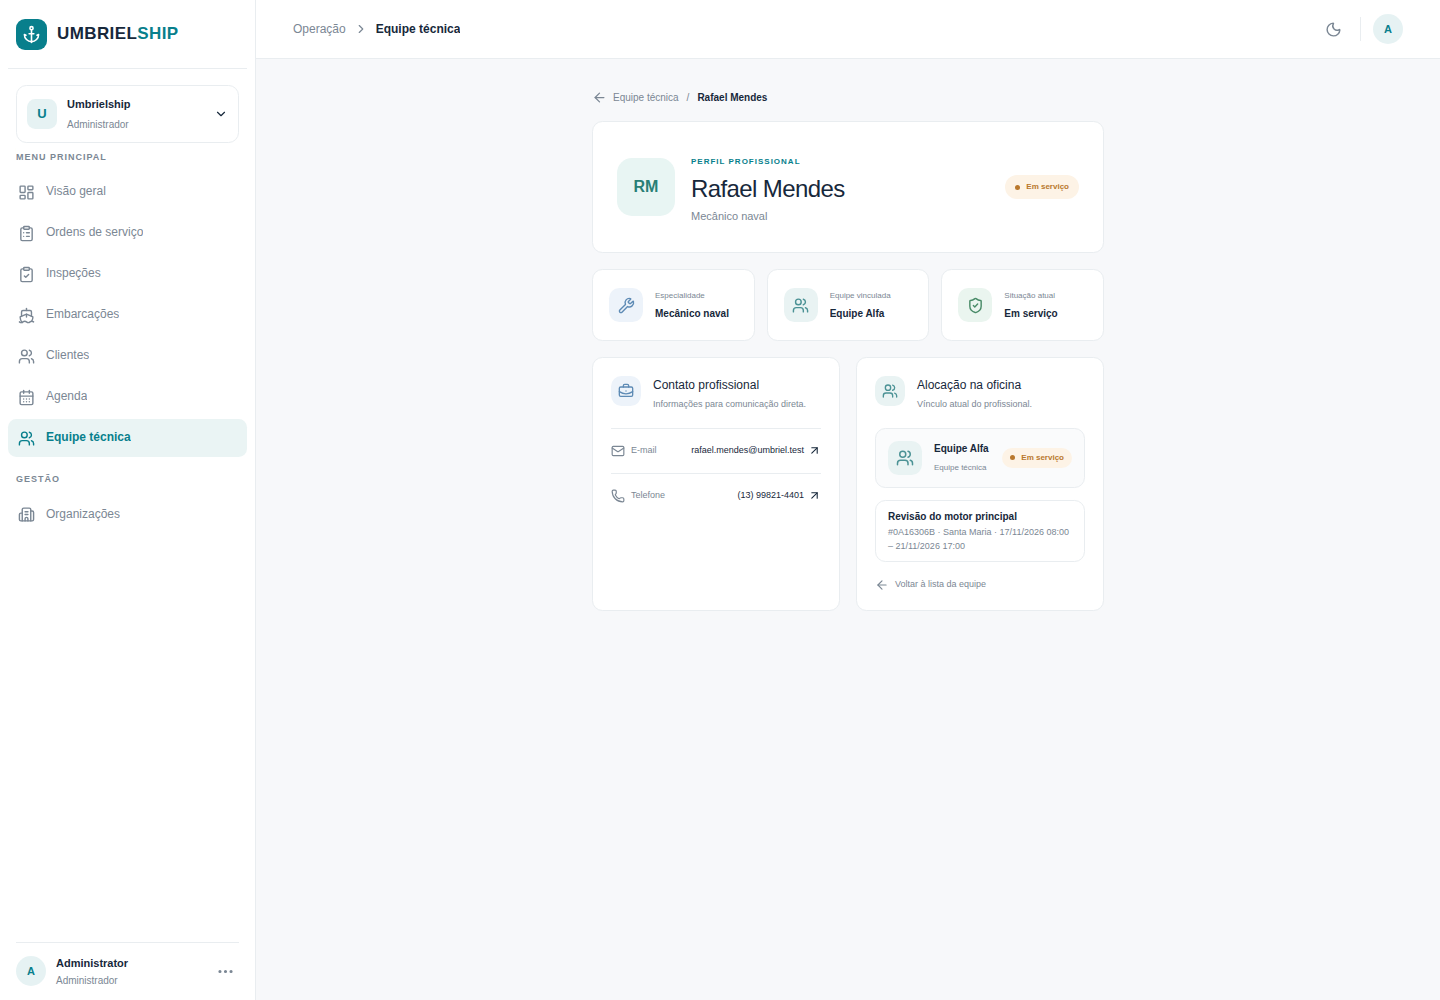 UMBRIELSHIP
U
Umbrielship
Administrador
MENU PRINCIPAL
Visão geral
Ordens de serviço
Inspeções
Embarcações
Clientes
Agenda
Equipe técnica
GESTÃO
Organizações
A
Administrator
Administrador
Operação
Equipe técnica
A
Equipe técnica / Rafael Mendes
RM
PERFIL PROFISSIONAL
Rafael Mendes
Mecânico naval
Em serviço
Especialidade
Mecânico naval
Equipe vinculada
Equipe Alfa
Situação atual
Em serviço
Contato profissional
Informações para comunicação direta.
E-mail rafael.mendes@umbriel.test
Telefone (13) 99821-4401
Alocação na oficina
Vínculo atual do profissional.
Equipe Alfa
Equipe técnica
Em serviço
Revisão do motor principal
#0A16306B · Santa Maria · 17/11/2026 08:00
– 21/11/2026 17:00
Voltar à lista da equipe